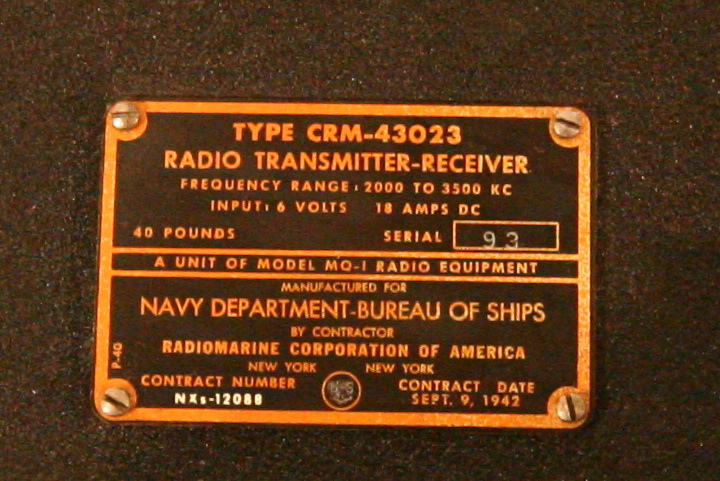 TYPE CRM-43023
RADIO TRANSMITTER-RECEIVER
FREQUENCY RANGE: 2000 TO 3500 KC
INPUT: 6 VOLTS 18 AMPS DC
40 POUNDS SERIAL 93
A UNIT OF MODEL MQ-1 RADIO EQUIPMENT
MANUFACTURED FOR
NAVY DEPARTMENT-BUREAU OF SHIPS
BY CONTRACTOR
RADIOMARINE CORPORATION OF AMERICA
NEW YORK NEW YORK
P-40
CONTRACT NUMBER CONTRACT DATE
NXs-12088 SEPT. 9, 1942